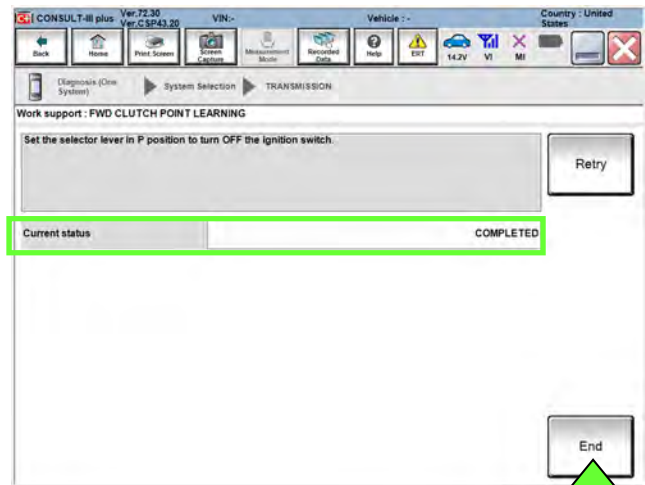 CONSULT-III plus Ver.72.30 VIN:- Vehicle : - Country : United
Ver.CSP43.20 States
Back Home Print Screen Screen Capture Measurement Mode Recorded Data Help ERT 14.2V VI MI
Diagnosis (One System) System Selection TRANSMISSION
Work support : FWD CLUTCH POINT LEARNING
Set the selector lever in P position to turn OFF the ignition switch.
Retry
Current status COMPLETED
End